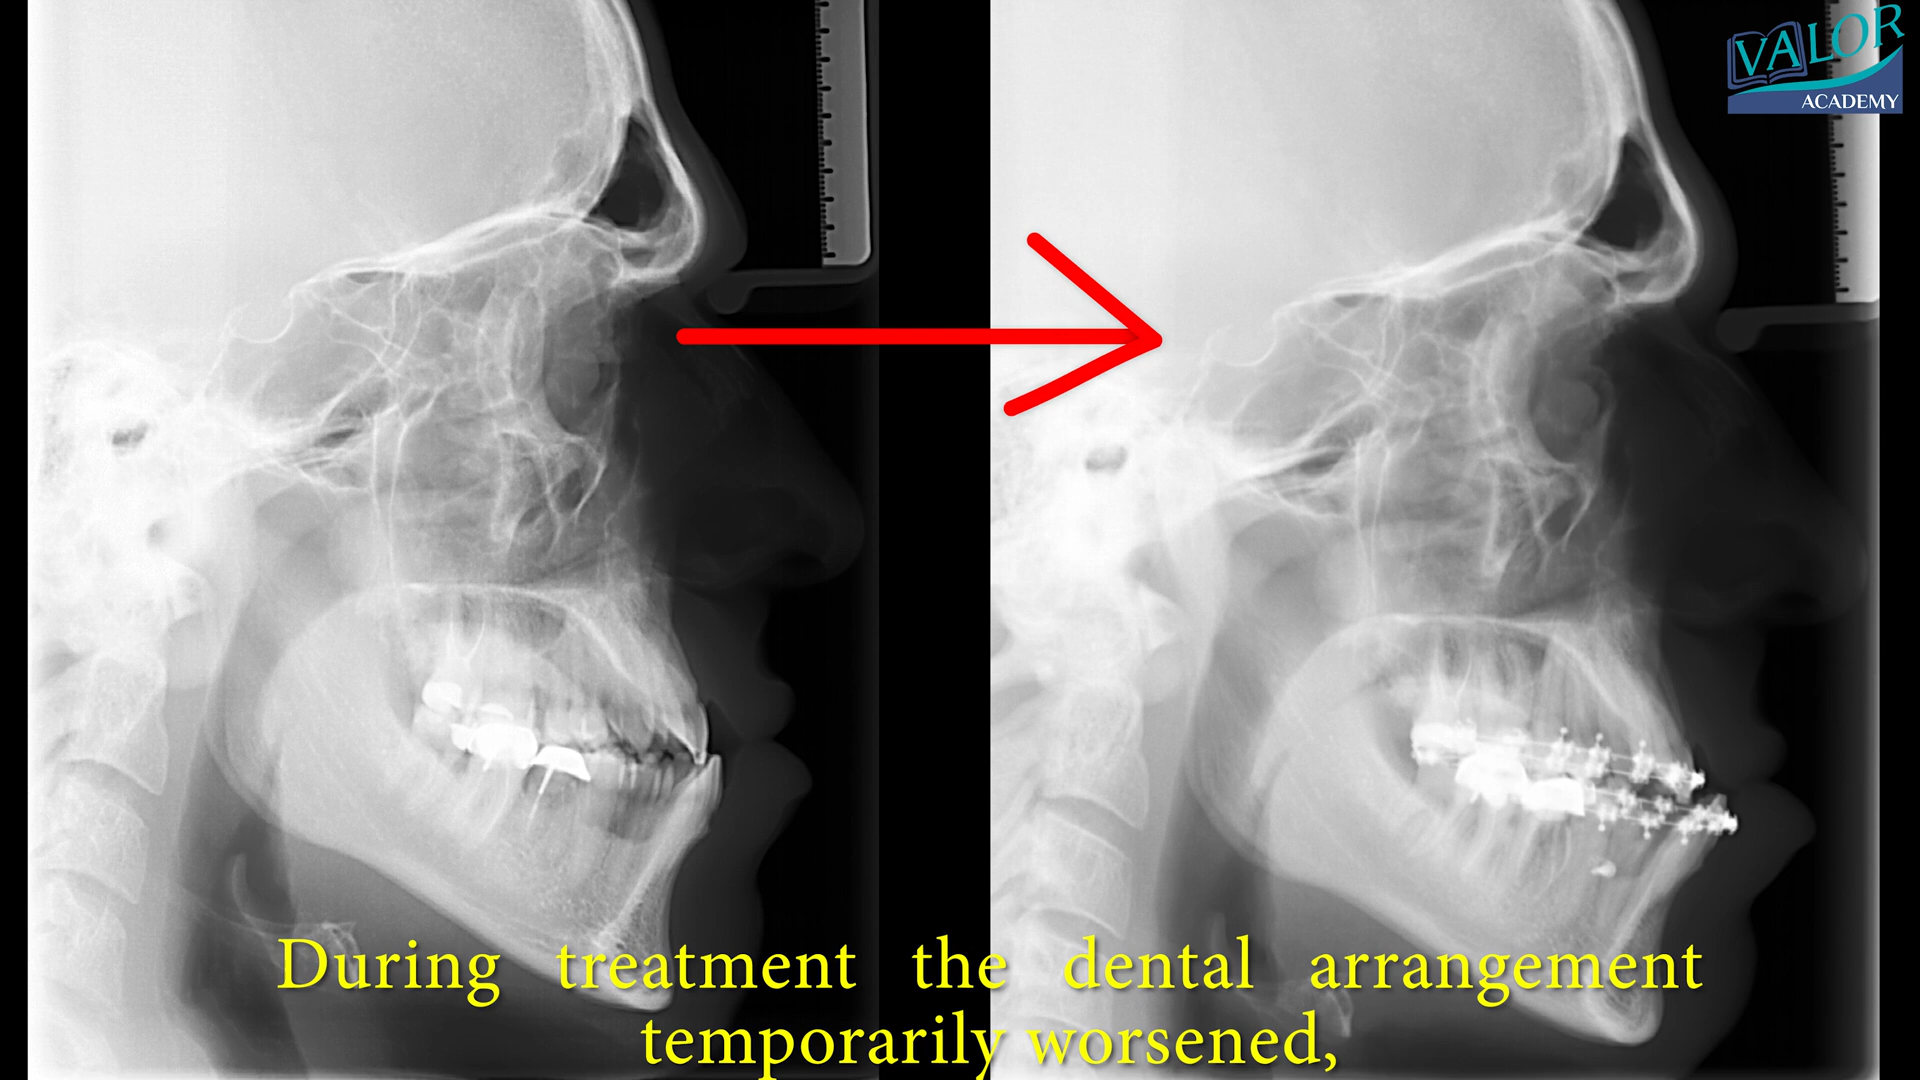 VALOR
ACADEMY
During treatment the dental arrangement
temporarily worsened,